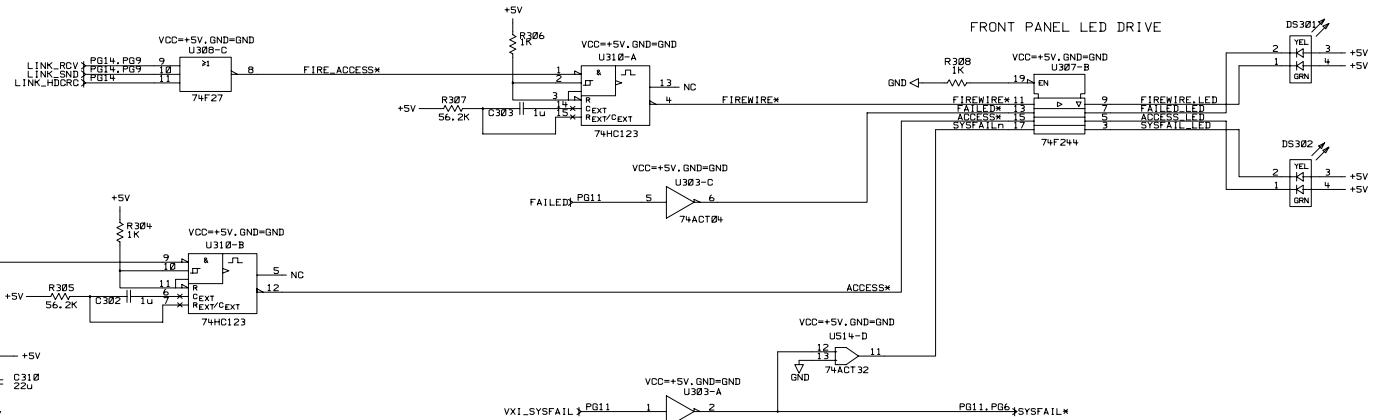 +5V
FRONT PANEL LED DRIVE
DS301
R306
1K
VCC=+5V.GND=GND
U308-C
VCC=+5V.GND=GND
U310-A
VCC=+5V.GND=GND
U307-B
YEL
2 3 +5V
1 4 +5V
GRN
LINK_RCV PG14.PG9 9
LINK_SND PG14.PG9 10
LINK_HDCRC PG14 11
≥1
8 FIRE_ACCESS*
74F27
1 &
2
13 NC
3 R
14 CEXT
15 REXT/CEXT
4 FIREWIRE*
74HC123
+5V R307
56.2K
C303 1u
R308
1K
GND 19 EN
FIREWIRE* 11 9 FIREWIRE.LED
FAILED* 13 7 FAILED_LED
ACCESS* 15 5 ACCESS_LED
SYSFAILn 17 3 SYSFAIL_LED
74F244
DS302
YEL
2 3 +5V
1 4 +5V
GRN
VCC=+5V.GND=GND
U303-C
FAILED PG11 5 6
74ACT04
+5V
R304
1K
VCC=+5V.GND=GND
U310-B
9 &
10
5 NC
11 R
6 CEXT
7 REXT/CEXT
12 ACCESS*
74HC123
+5V R305
56.2K
C302 1u
VCC=+5V.GND=GND
U514-D
12
13
11
GND
74ACT32
+5V
C310
22u
VCC=+5V.GND=GND
U303-A
VXI_SYSFAIL PG11 1 2 PG11.PG6 SYSFAIL*